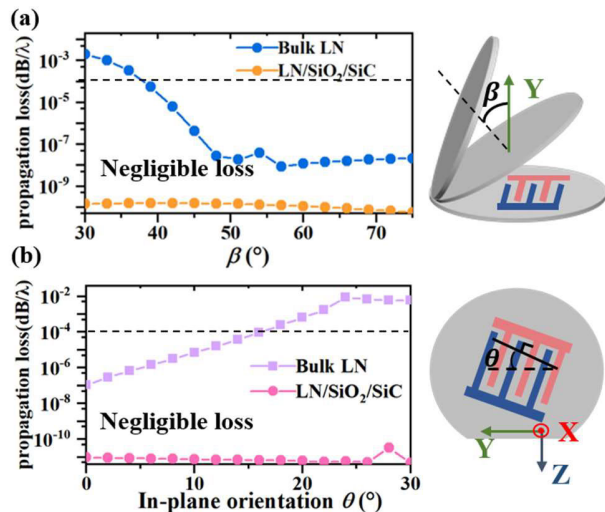 (a)
propagation loss(dB/λ)
10⁻³
10⁻⁵
10⁻⁷
10⁻⁹
Bulk LN
LN/SiO₂/SiC
Negligible loss
30 40 50 60 70
β (°)
β
Y
(b)
propagation loss(dB/λ)
10⁻²
10⁻⁴
10⁻⁶
10⁻⁸
10⁻¹⁰
Bulk LN
LN/SiO₂/SiC
Negligible loss
0 10 20 30
In-plane orientation θ (°)
θ
Y
X
Z